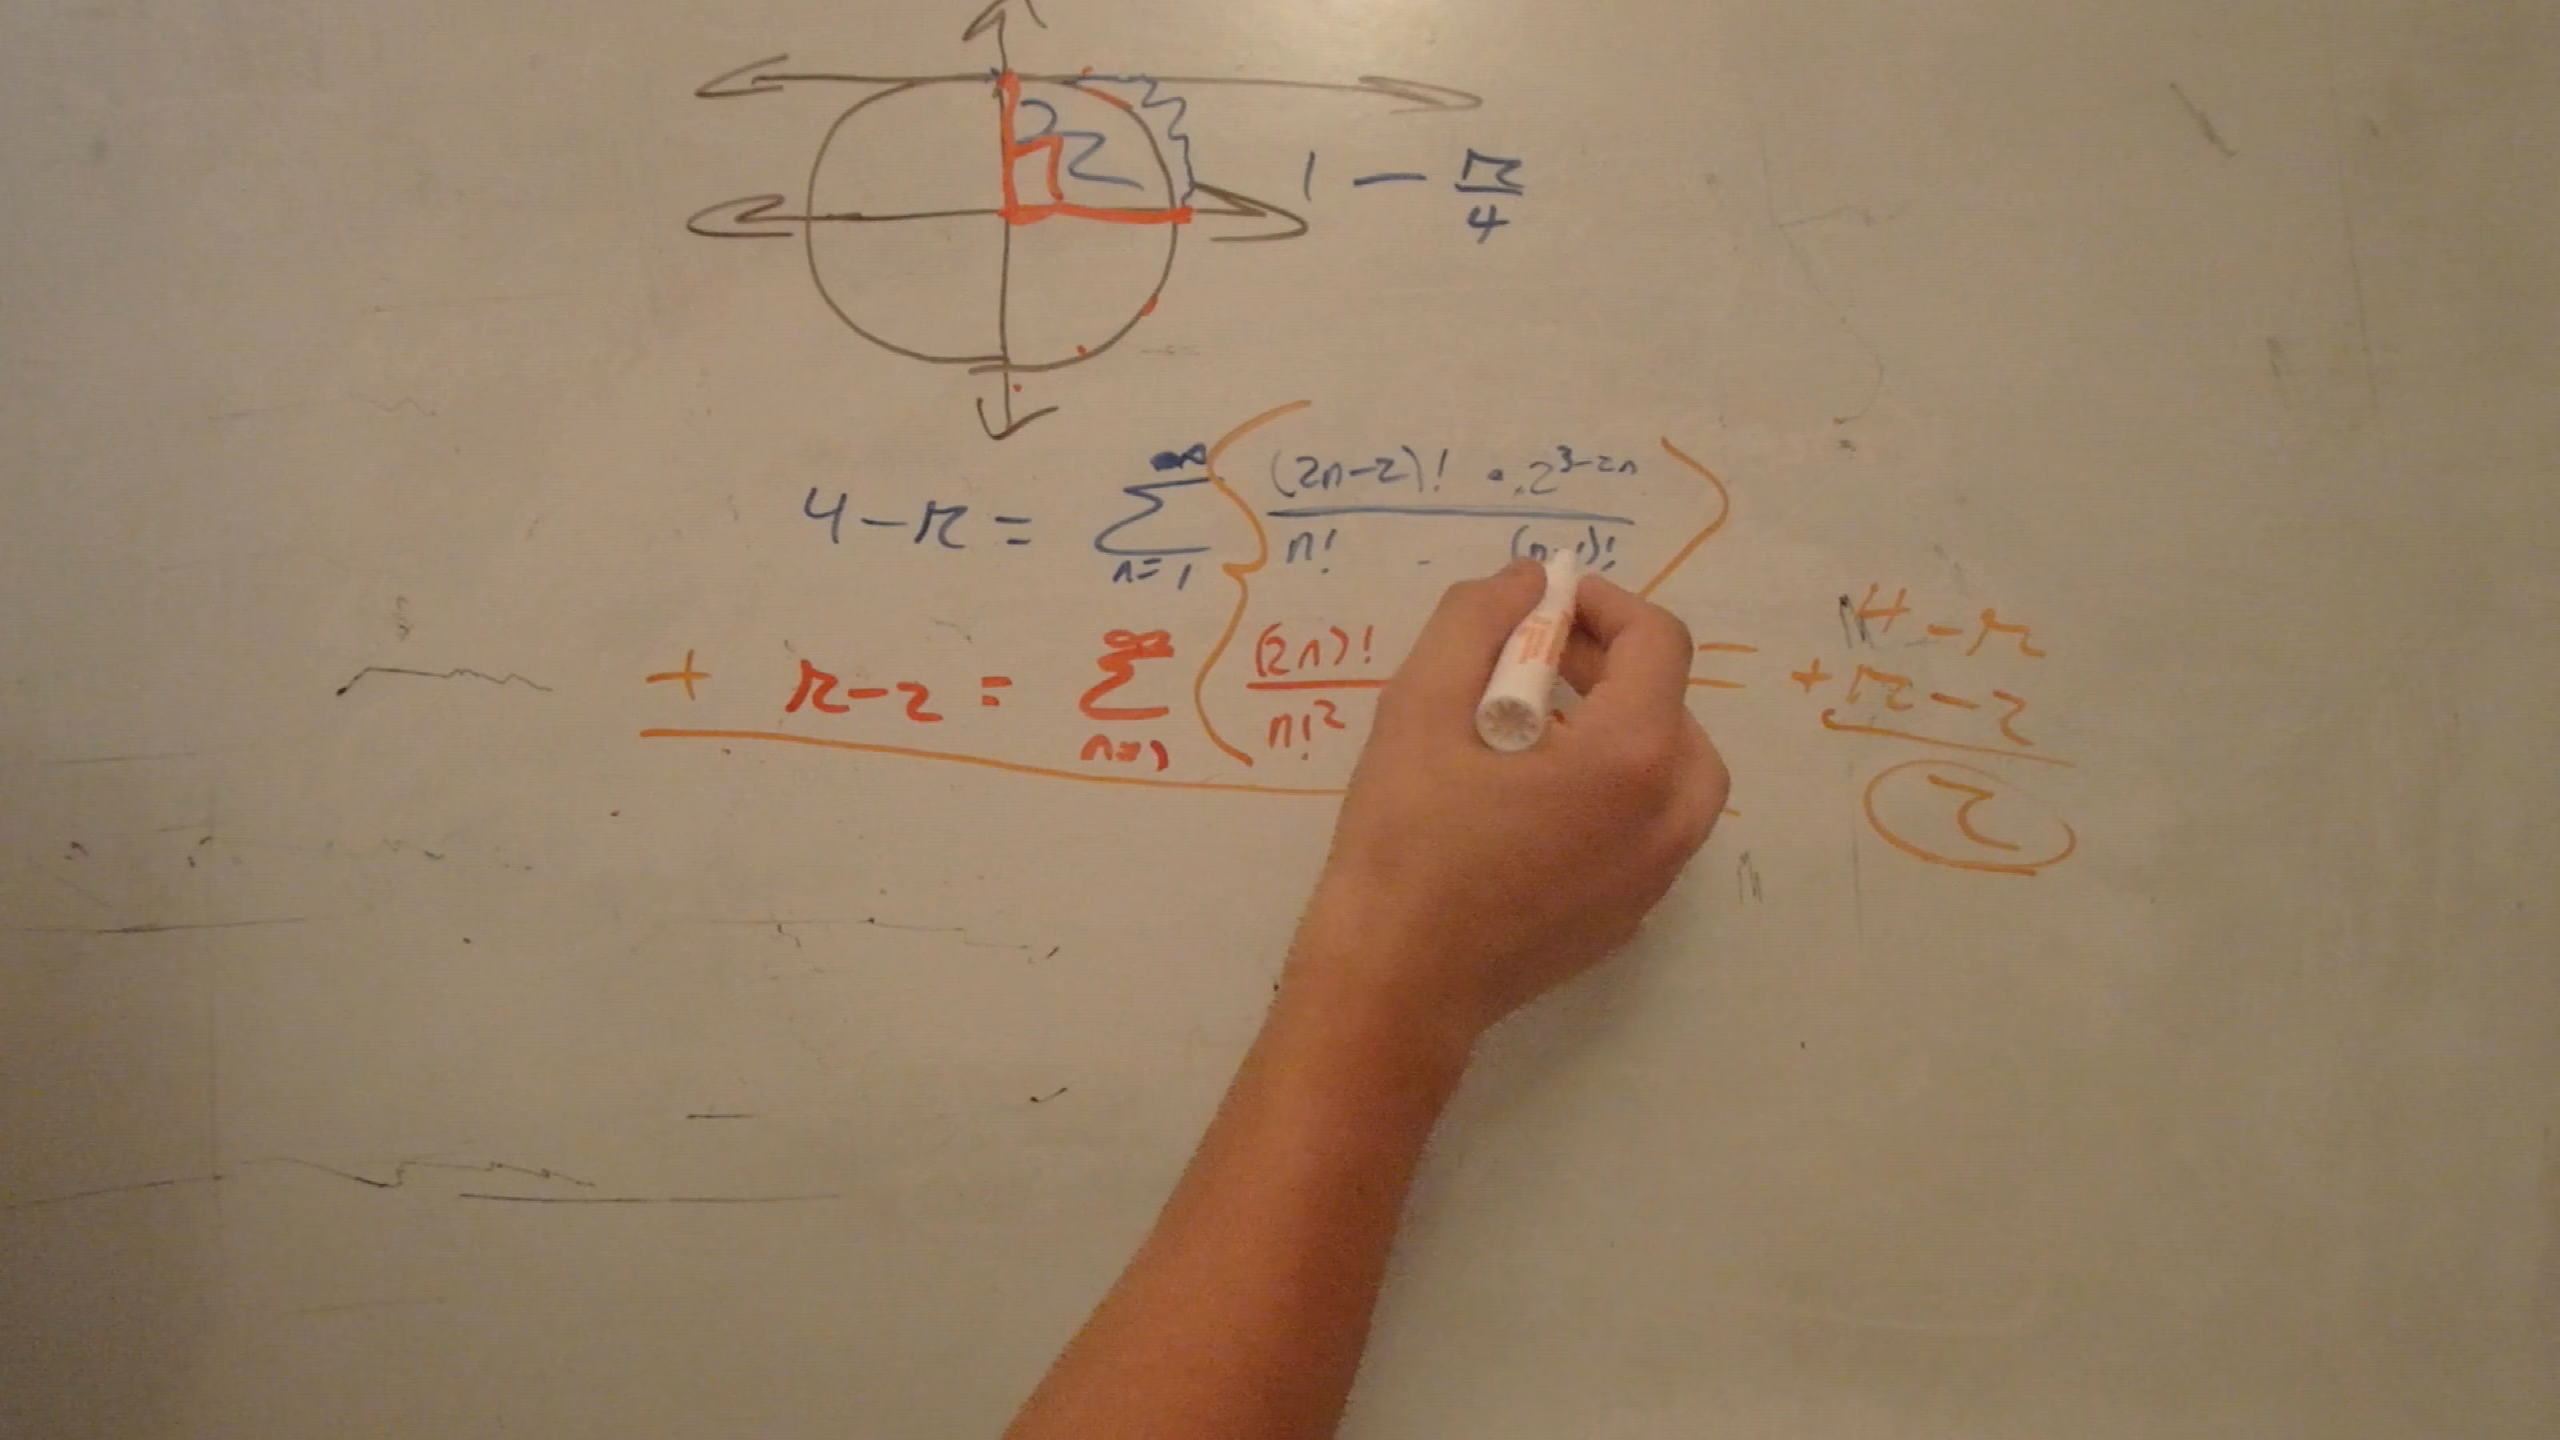 1 - π/4
4 - π = ∑ n=1 ∞ (2n-2)! · 2^(3-2n) / n! (n-1)!
+ π - 2 = ∑ n=1 ∞ (2n)! / n!²
= 4 - π
+ π - 2
2